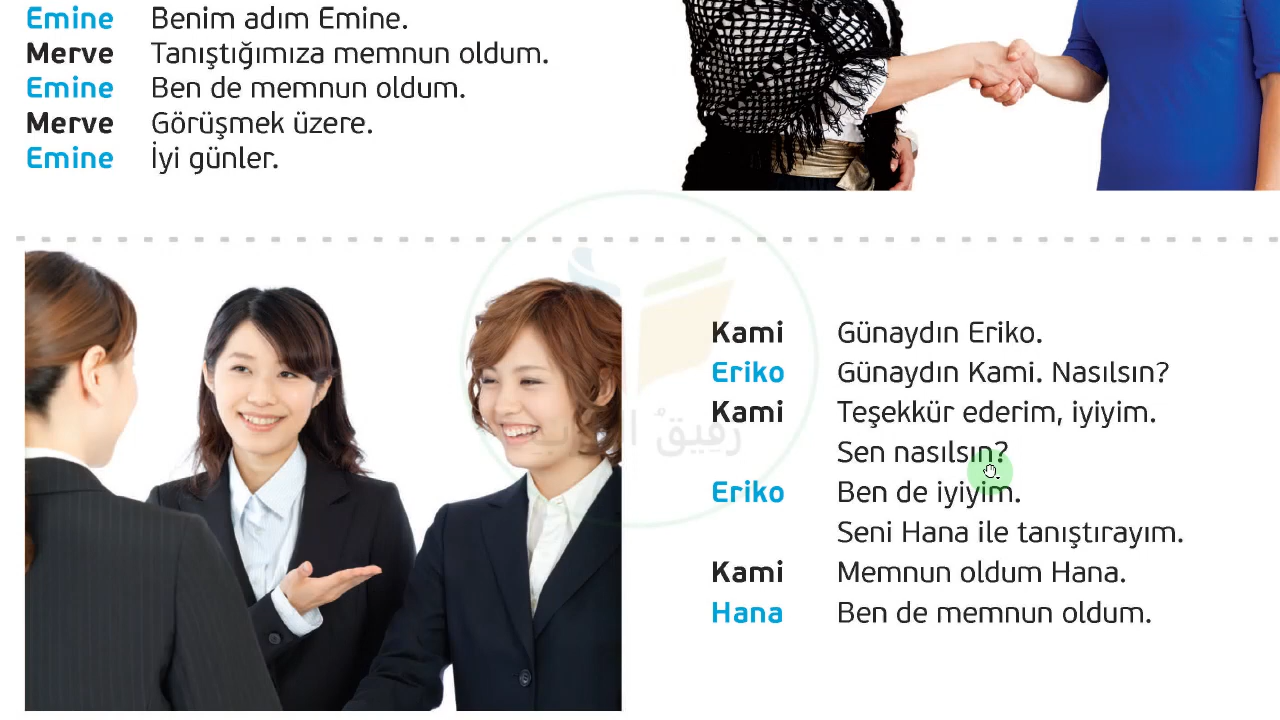 Emine Benim adım Emine.
Merve Tanıştığımıza memnun oldum.
Emine Ben de memnun oldum.
Merve Görüşmek üzere.
Emine İyi günler.
Kami Günaydın Eriko.
Eriko Günaydın Kami. Nasılsın?
Kami Teşekkür ederim, iyiyim.
Sen nasılsın?
Eriko Ben de iyiyim.
Seni Hana ile tanıştırayım.
Kami Memnun oldum Hana.
Hana Ben de memnun oldum.
رفيق